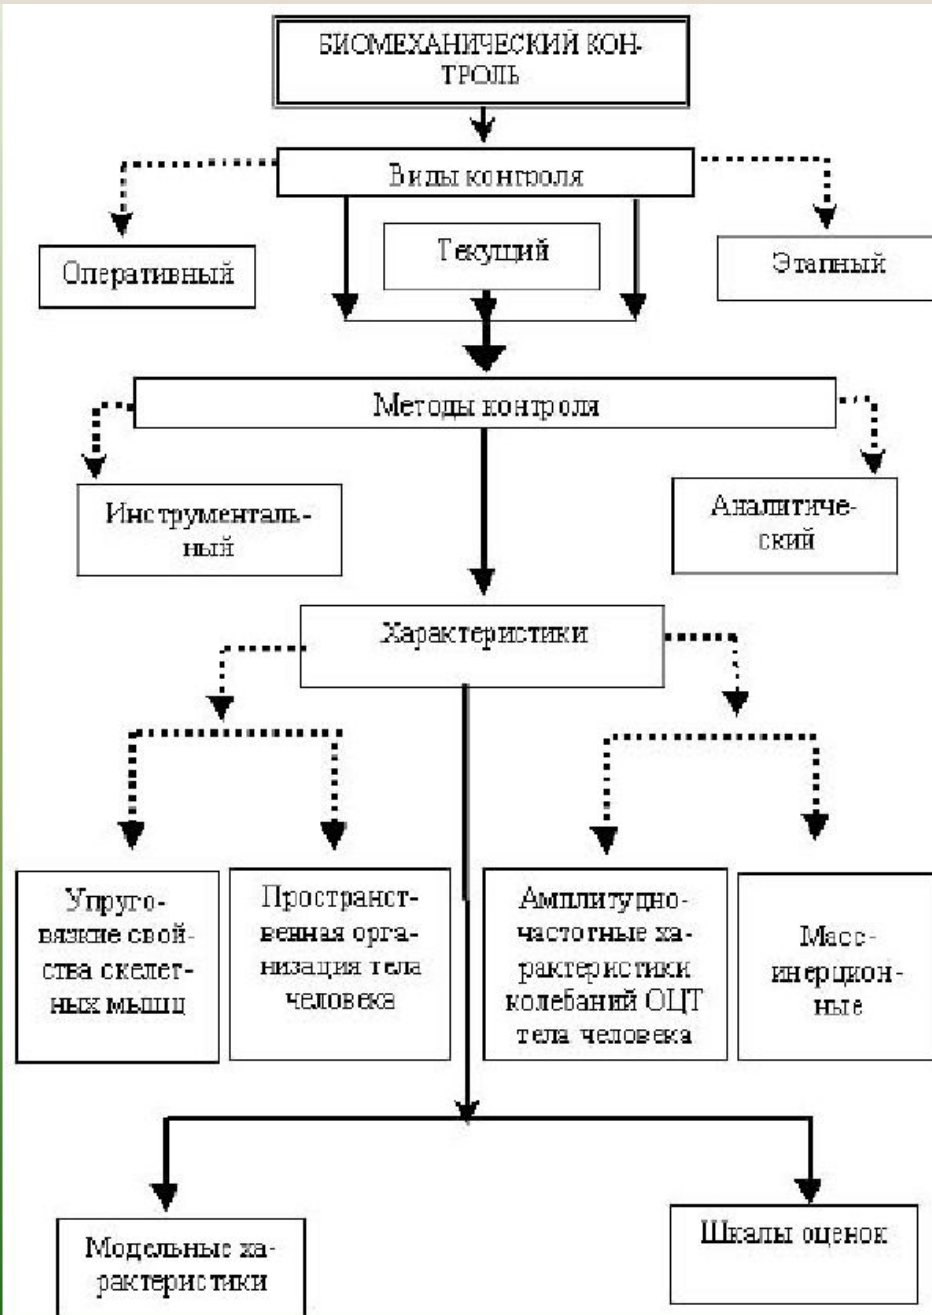 БИОМЕХАНИЧЕСКИЙ КОН-
ТРОЛЬ
Виды контроля
Оперативный
Текущий
Этапный
Методы контроля
Инструменталь-
ный
Аналитиче-
ский
Характеристики
Упруго-
вязкие свой-
ства скелет-
ных мышц
Пространст-
венная орга-
низация тела
человека
Амплитудно-
частотные ха-
рактеристики
колебаний ОЦТ
тела человека
Масс-
инерцион-
ные
Модельные ха-
рактеристики
Шкалы оценок